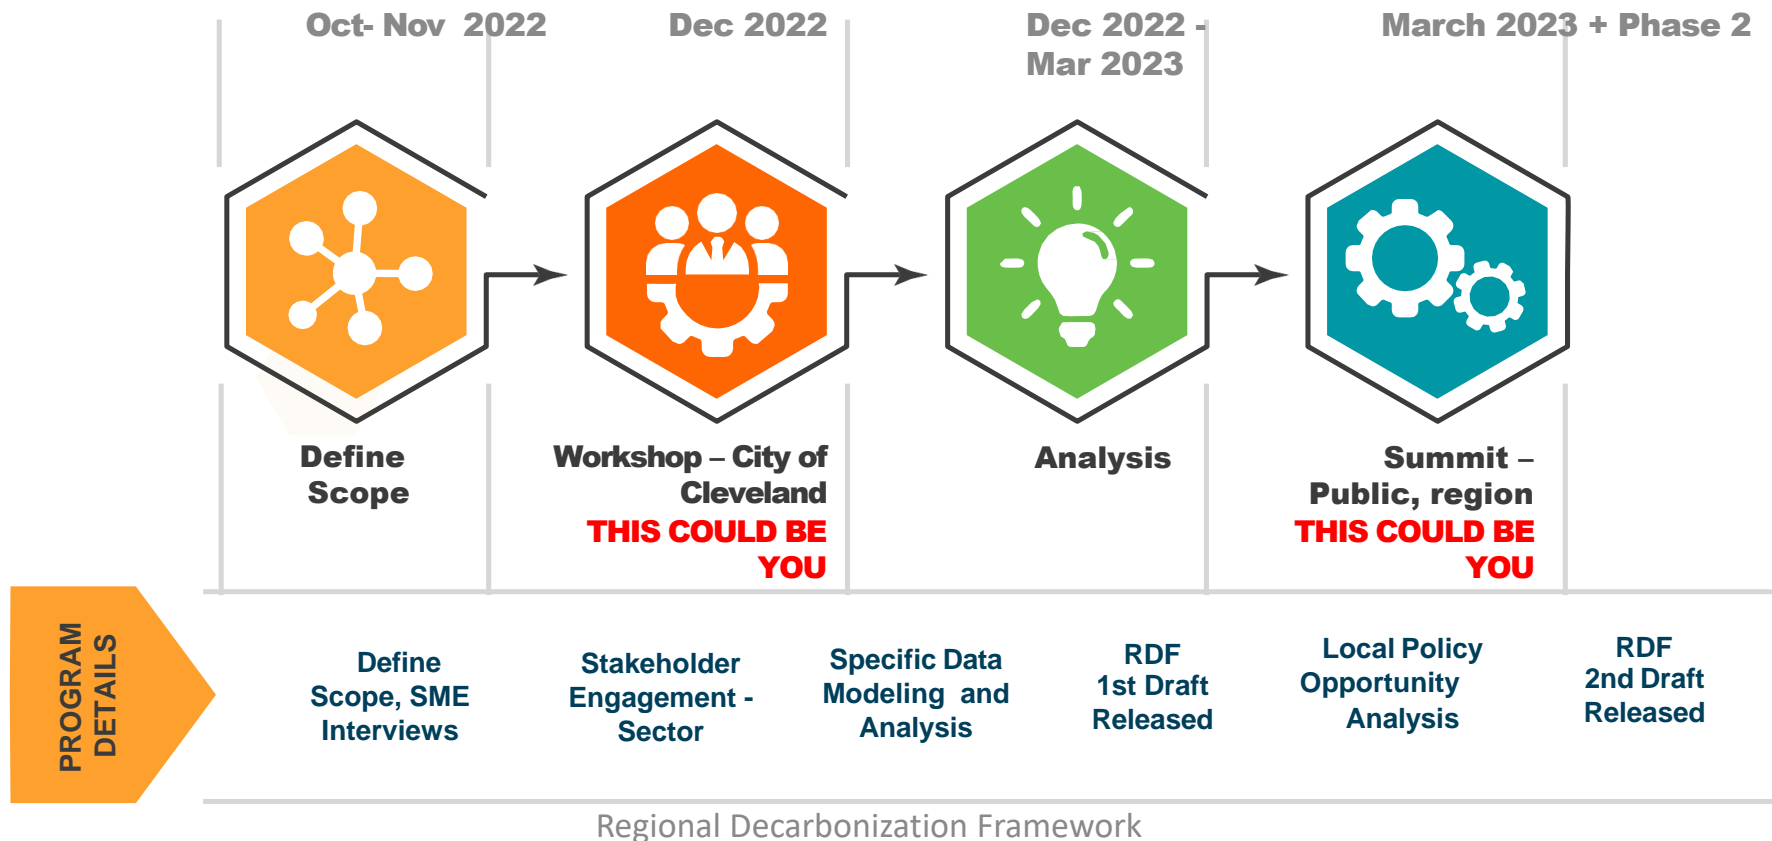 Oct- Nov 2022
Dec 2022
Dec 2022 -
Mar 2023
March 2023 + Phase 2
Define
Scope
Workshop – City of
Cleveland
THIS COULD BE
YOU
Analysis
Summit –
Public, region
THIS COULD BE
YOU
PROGRAM
DETAILS
Define
Scope, SME
Interviews
Stakeholder
Engagement -
Sector
Specific Data
Modeling and
Analysis
RDF
1st Draft
Released
Local Policy
Opportunity
Analysis
RDF
2nd Draft
Released
Regional Decarbonization Framework